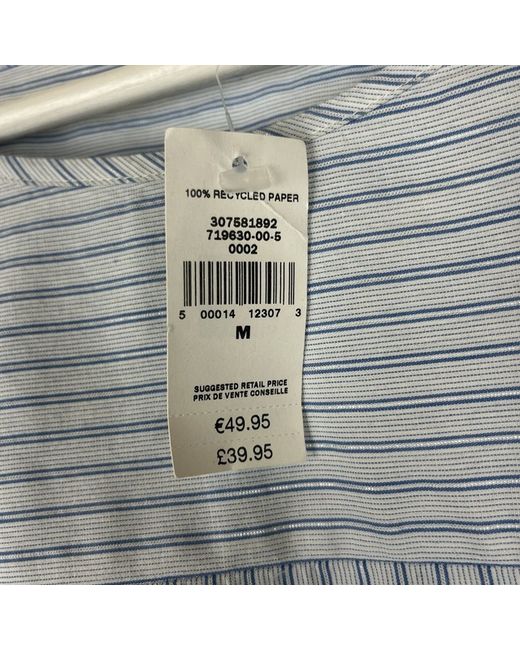 100% RECYCLED PAPER
307581892
719630-00-5
0002
5 00014 12307 3
M
SUGGESTED RETAIL PRICE
PRIX DE VENTE CONSEILLE
€49.95
£39.95